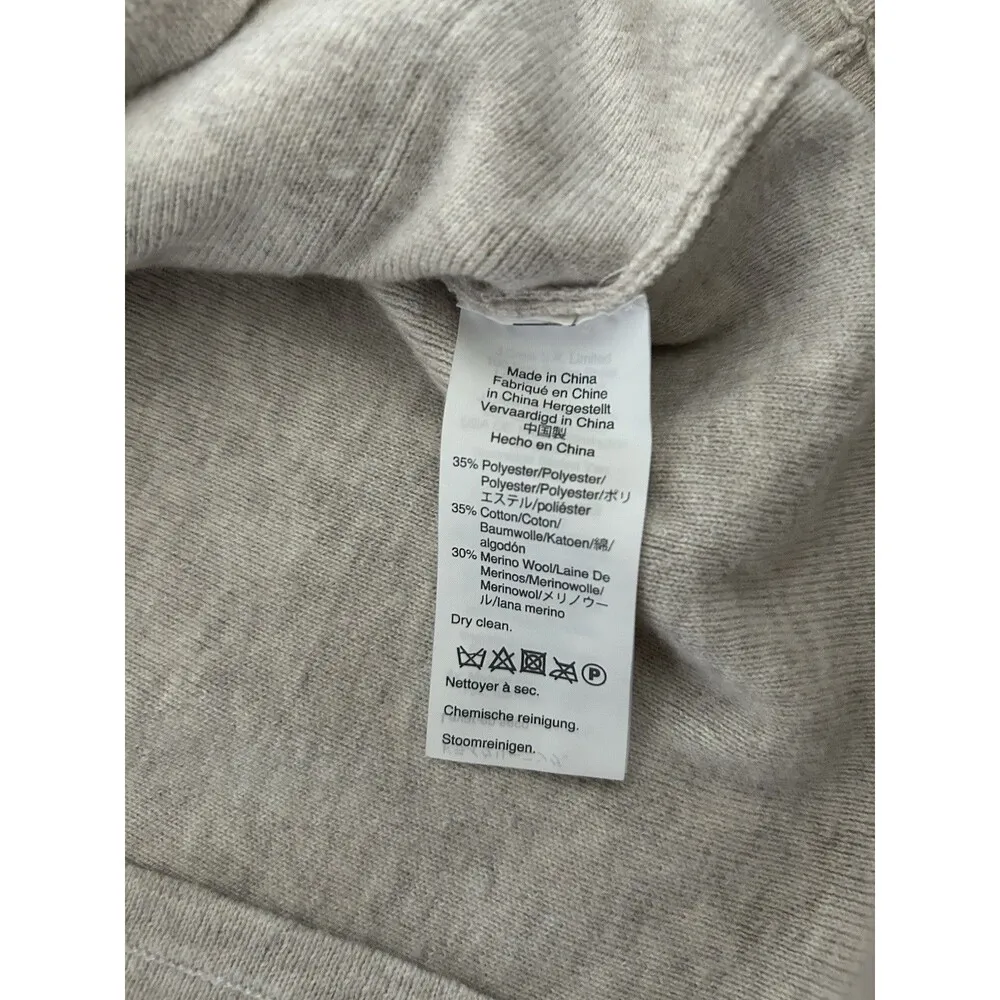 Made in China
Fabriqué en Chine
in China Hergestellt
Vervaardigd in China
中国製
Hecho en China
35% Polyester/Polyester/
Polyester/Polyester/ポリ
エステル/poliéster
35% Cotton/Coton/
Baumwolle/Katoen/綿/
algodón
30% Merino Wool/Laine De
Merinos/Merinowolle/
Merinowol/メリノウー
ル/lana merino
Dry clean.
P
Nettoyer à sec.
Chemische reinigung.
Stoomreinigen.